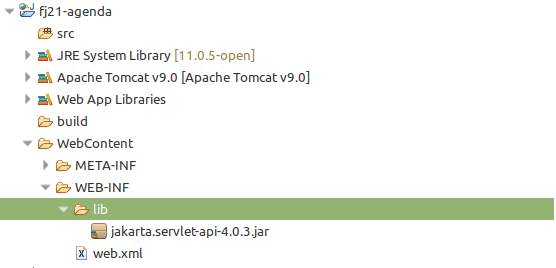 fj21-agenda
src
JRE System Library [11.0.5-open]
Apache Tomcat v9.0 [Apache Tomcat v9.0]
Web App Libraries
build
WebContent
META-INF
WEB-INF
lib
jakarta.servlet-api-4.0.3.jar
web.xml